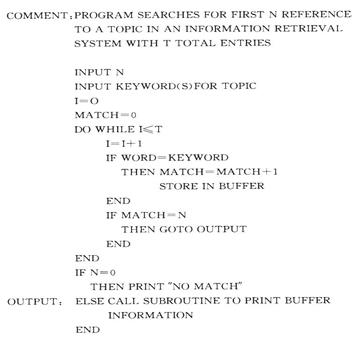 COMMENT: PROGRAM SEARCHES FOR FIRST N REFERENCE
TO A TOPIC IN AN INFORMATION RETRIEVAL
SYSTEM WITH T TOTAL ENTRIES
INPUT N
INPUT KEYWORD(S)FOR TOPIC
I=O
MATCH=0
DO WHILE I⩽T
I=I+1
IF WORD=KEYWORD
THEN MATCH=MATCH+1
STORE IN BUFFER
END
IF MATCH=N
THEN GOTO OUTPUT
END
END
IF N=0
THEN PRINT "NO MATCH"
OUTPUT: ELSE CALL SUBROUTINE TO PRINT BUFFER
INFORMATION
END